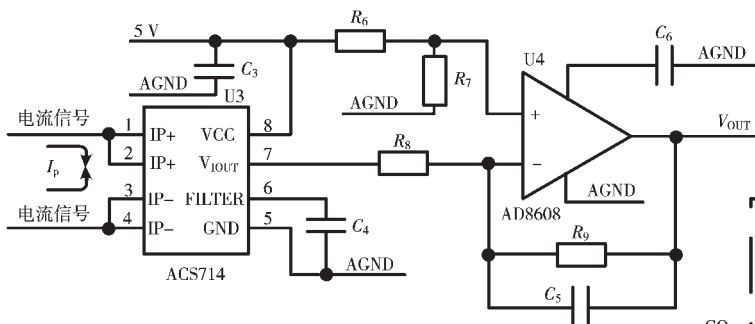 5 V
R6
C6
AGND
U4
C3
AGND
U3
R7
AGND
电流信号
1
IP+
VCC
8
+
VOUT
2
IP+
VIOUT
7
R8
−
Ip
3
IP−
FILTER
6
AGND
电流信号
4
IP−
GND
5
C4
AD8608
R9
AGND
ACS714
C5